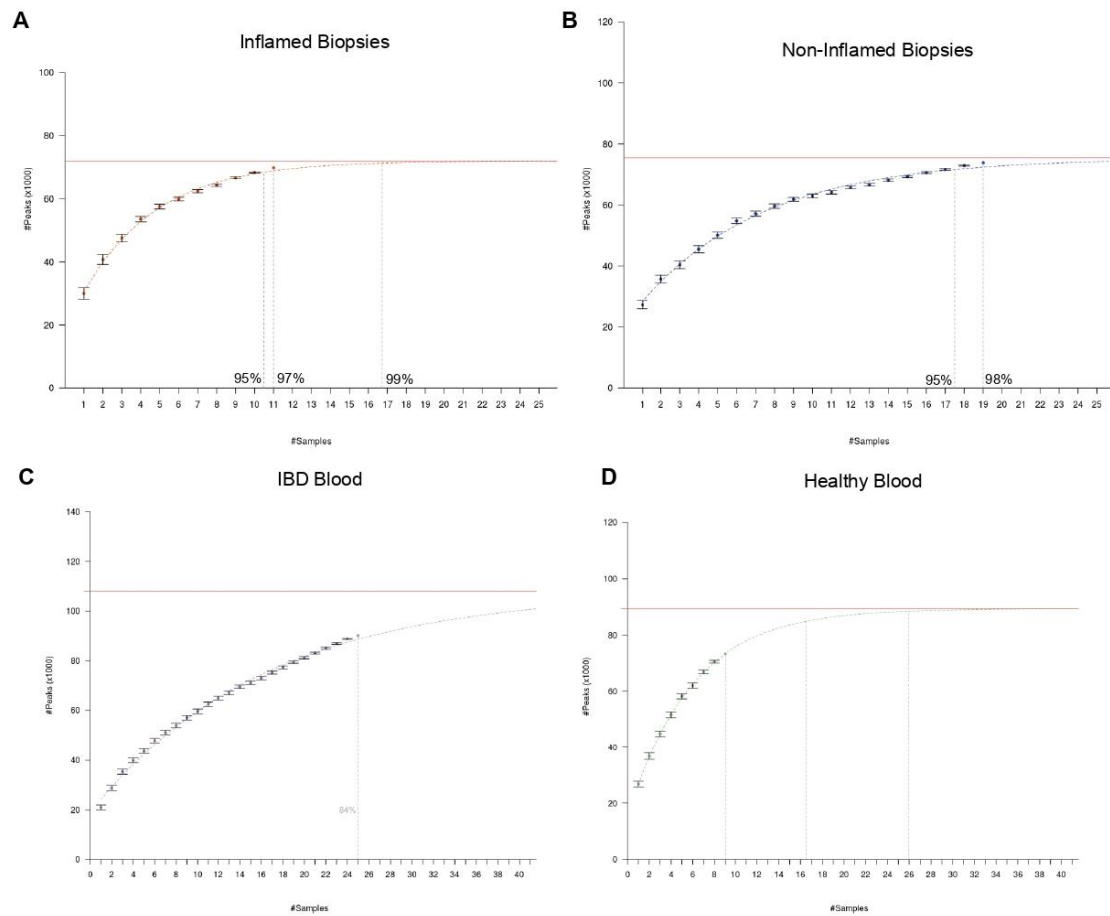 A
Inflamed Biopsies
100
80
60
40
20
0
#Peaks (x1000)
95% 97% 99%
1 2 3 4 5 6 7 8 9 10 11 12 13 14 15 16 17 18 19 20 21 22 23 24 25
#Samples
B
Non-Inflamed Biopsies
120
100
80
60
40
20
0
#Peaks (x1000)
95% 98%
1 2 3 4 5 6 7 8 9 10 11 12 13 14 15 16 17 18 19 20 21 22 23 24 25
#Samples
C
IBD Blood
140
120
100
80
60
40
20
0
#Peaks (x1000)
84%
0 2 4 6 8 10 12 14 16 18 20 22 24 26 28 30 32 34 36 38 40
#Samples
D
Healthy Blood
120
100
80
60
40
20
0
#Peaks (x1000)
0 2 4 6 8 10 12 14 16 18 20 22 24 26 28 30 32 34 36 38 40
#Samples